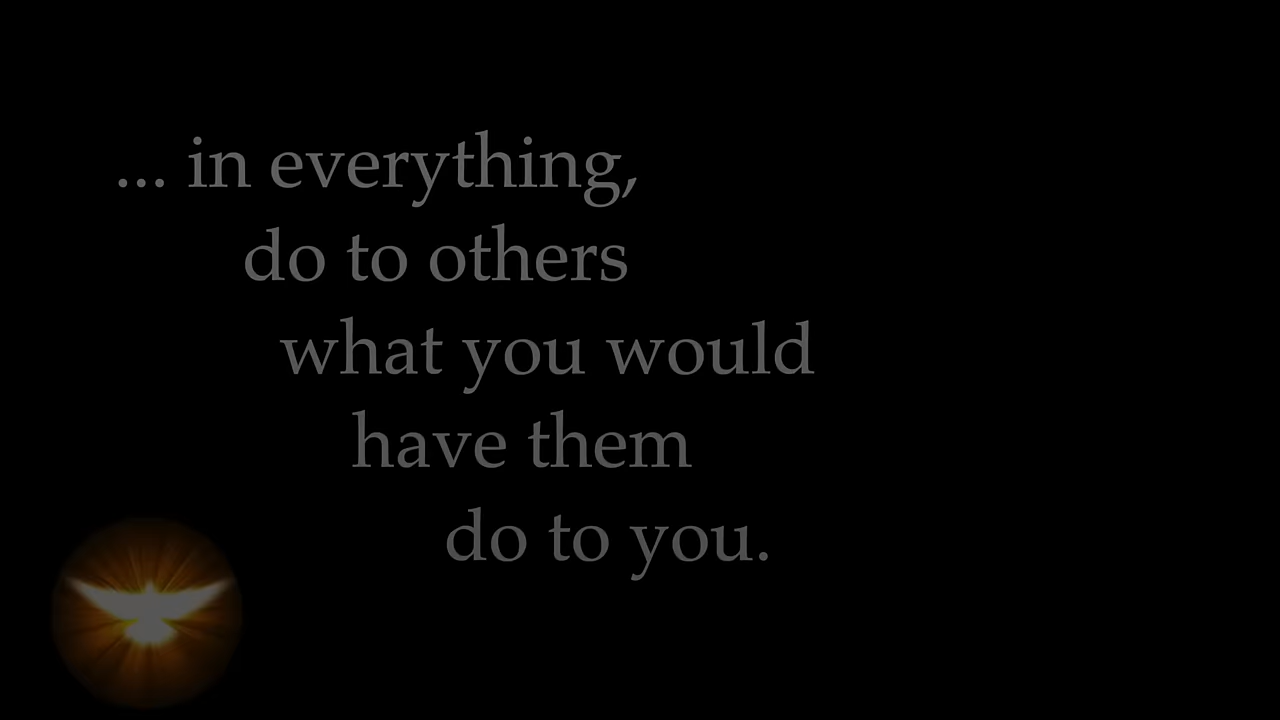 ... in everything,
do to others
what you would
have them
do to you.